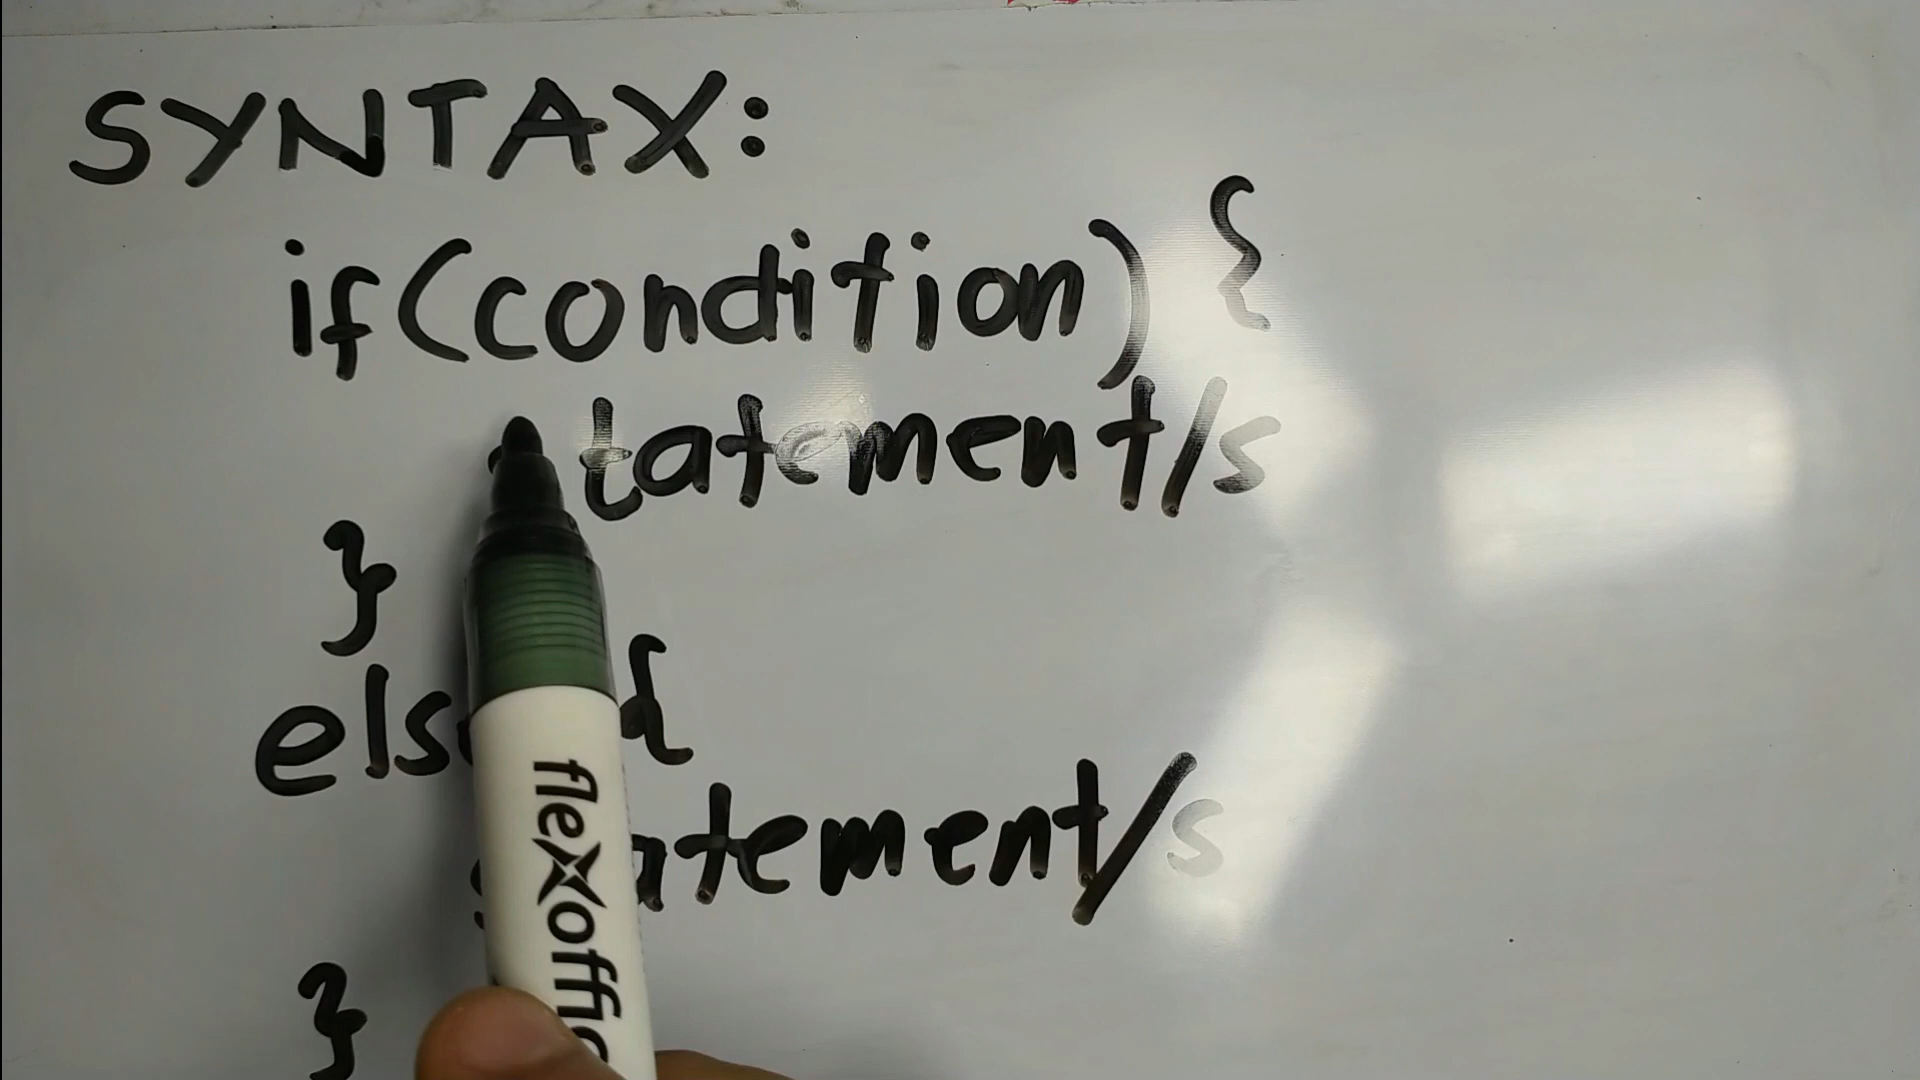 SYNTAX:
if(condition) {
tatement/s
}
els {
atement/s
}
flexoffic